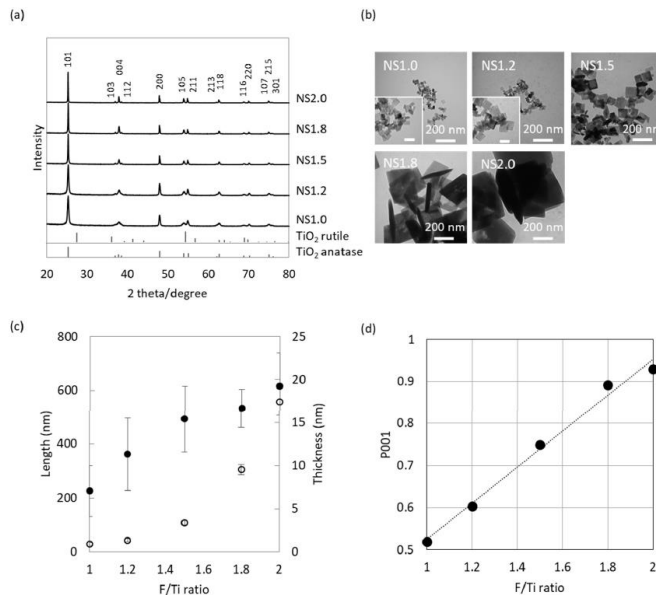 (a)
101
004
103
112
200
105
211
213
118
116
220
107
215
301
NS2.0
NS1.8
NS1.5
NS1.2
NS1.0
TiO2 rutile
TiO2 anatase
Intensity
20 30 40 50 60 70 80
2 theta/degree
(b)
NS1.0
200 nm
NS1.2
200 nm
NS1.5
200 nm
NS1.8
200 nm
NS2.0
200 nm
(c)
800
600
400
200
0
Length (nm)
25
20
15
10
5
0
Thickness (nm)
1 1.2 1.4 1.6 1.8 2
F/Ti ratio
(d)
1
0.9
0.8
0.7
0.6
0.5
P001
1 1.2 1.4 1.6 1.8 2
F/Ti ratio